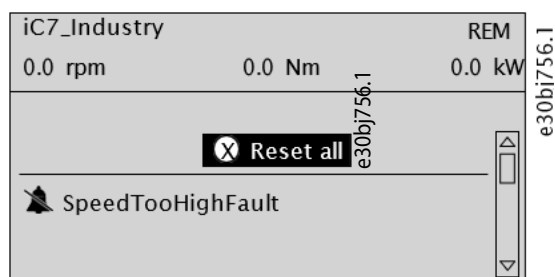 iC7_Industry REM
0.0 rpm 0.0 Nm 0.0 kW
X Reset all
SpeedTooHighFault
e30bj756.1
e30bj756.1